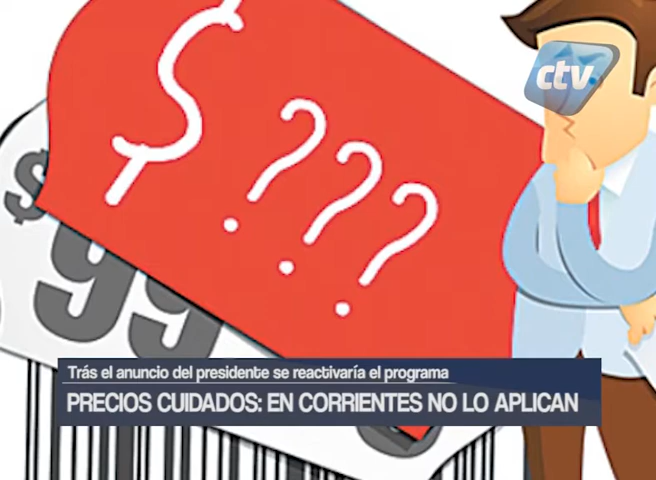 ctv
$ ???
$
99
Trás el anuncio del presidente se reactivaría el programa
PRECIOS CUIDADOS: EN CORRIENTES NO LO APLICAN